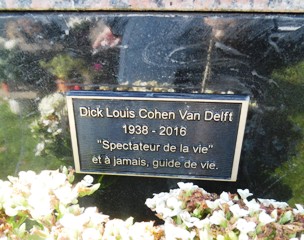 Dick Louis Cohen Van Delft
1938 - 2016
"Spectateur de la vie"
et à jamais, guide de vie.